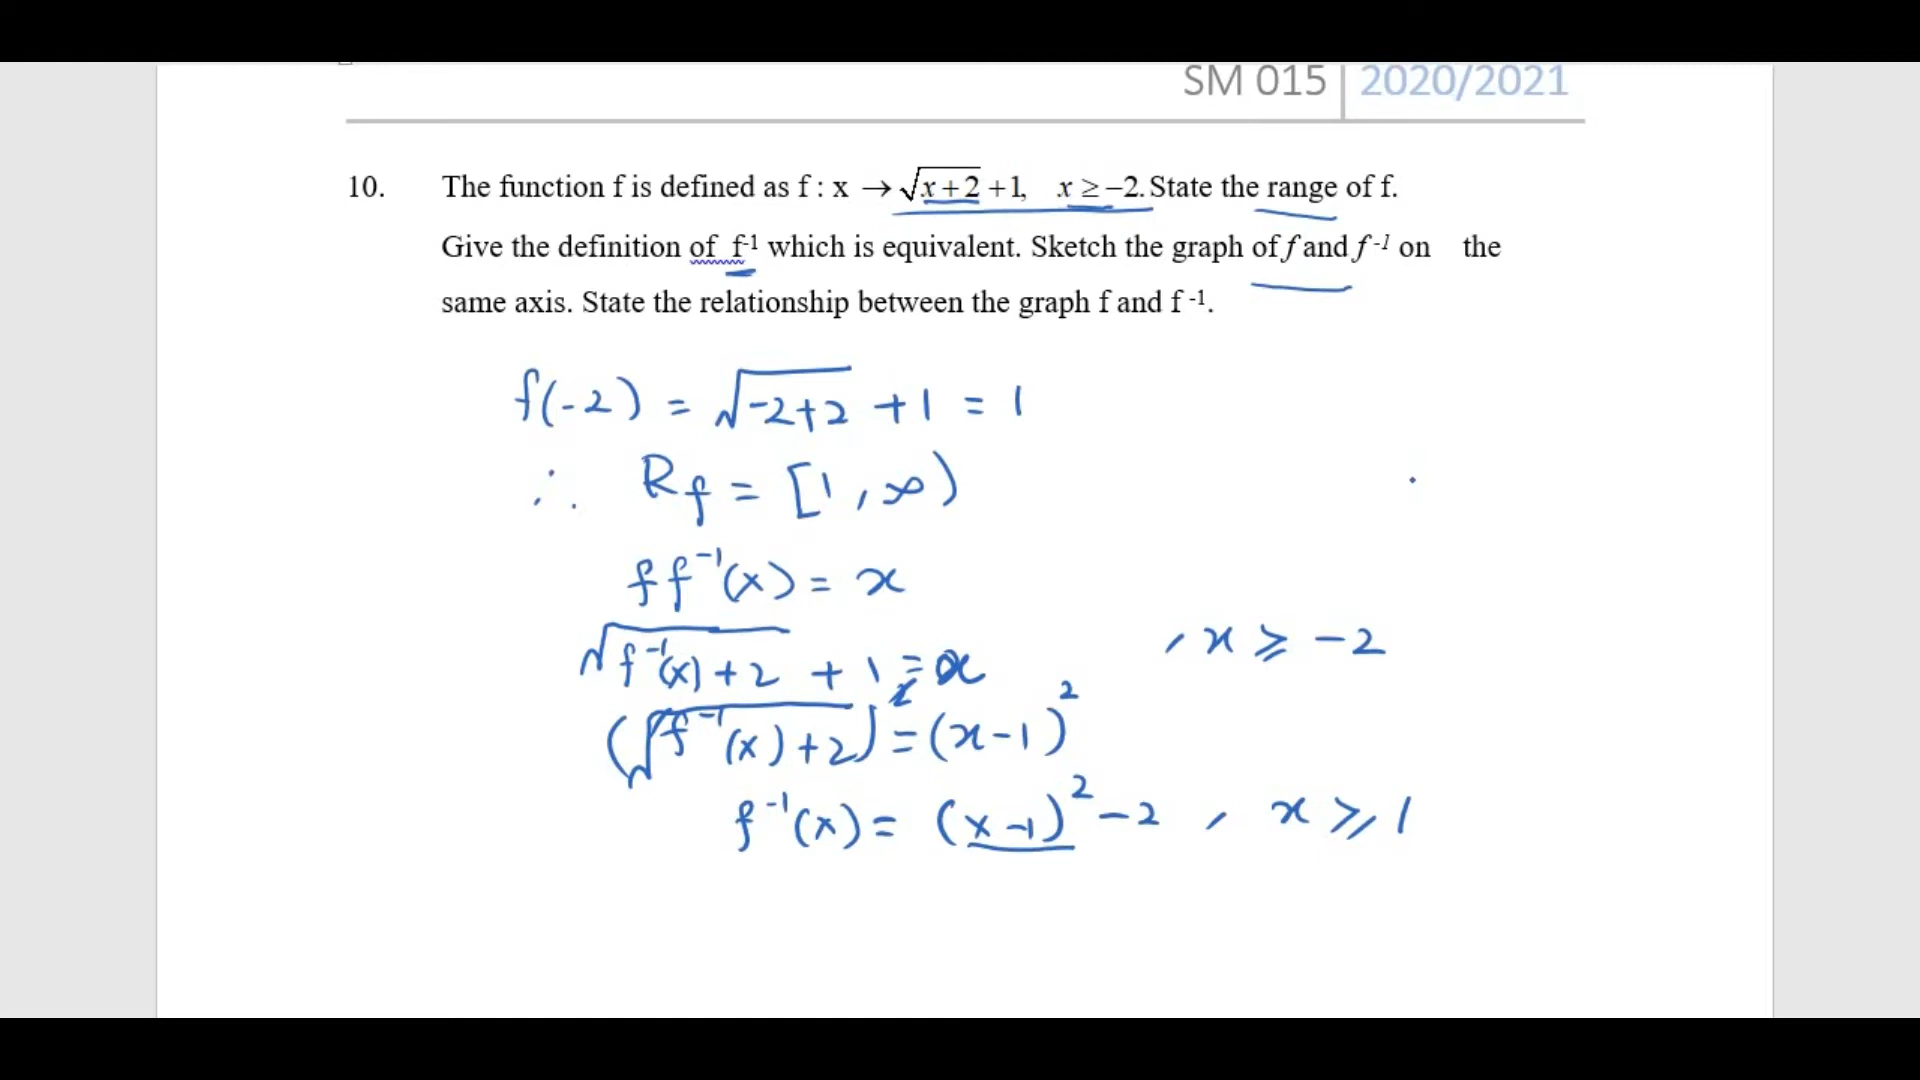 SM 015 | 2020/2021
10. The function f is defined as f : x → √(x+2) +1, x ≥ −2. State the range of f.
Give the definition of f⁻¹ which is equivalent. Sketch the graph of f and f⁻¹ on the
same axis. State the relationship between the graph f and f⁻¹.
f(-2) = √(-2+2) + 1 = 1
∴ R_f = [1, ∞)
f f⁻¹(x) = x
√(f⁻¹(x) + 2) + 1 = x , x ⩾ -2
(√(f⁻¹(x) + 2))² = (x-1)²
f⁻¹(x) = (x-1)² - 2 , x ⩾ 1